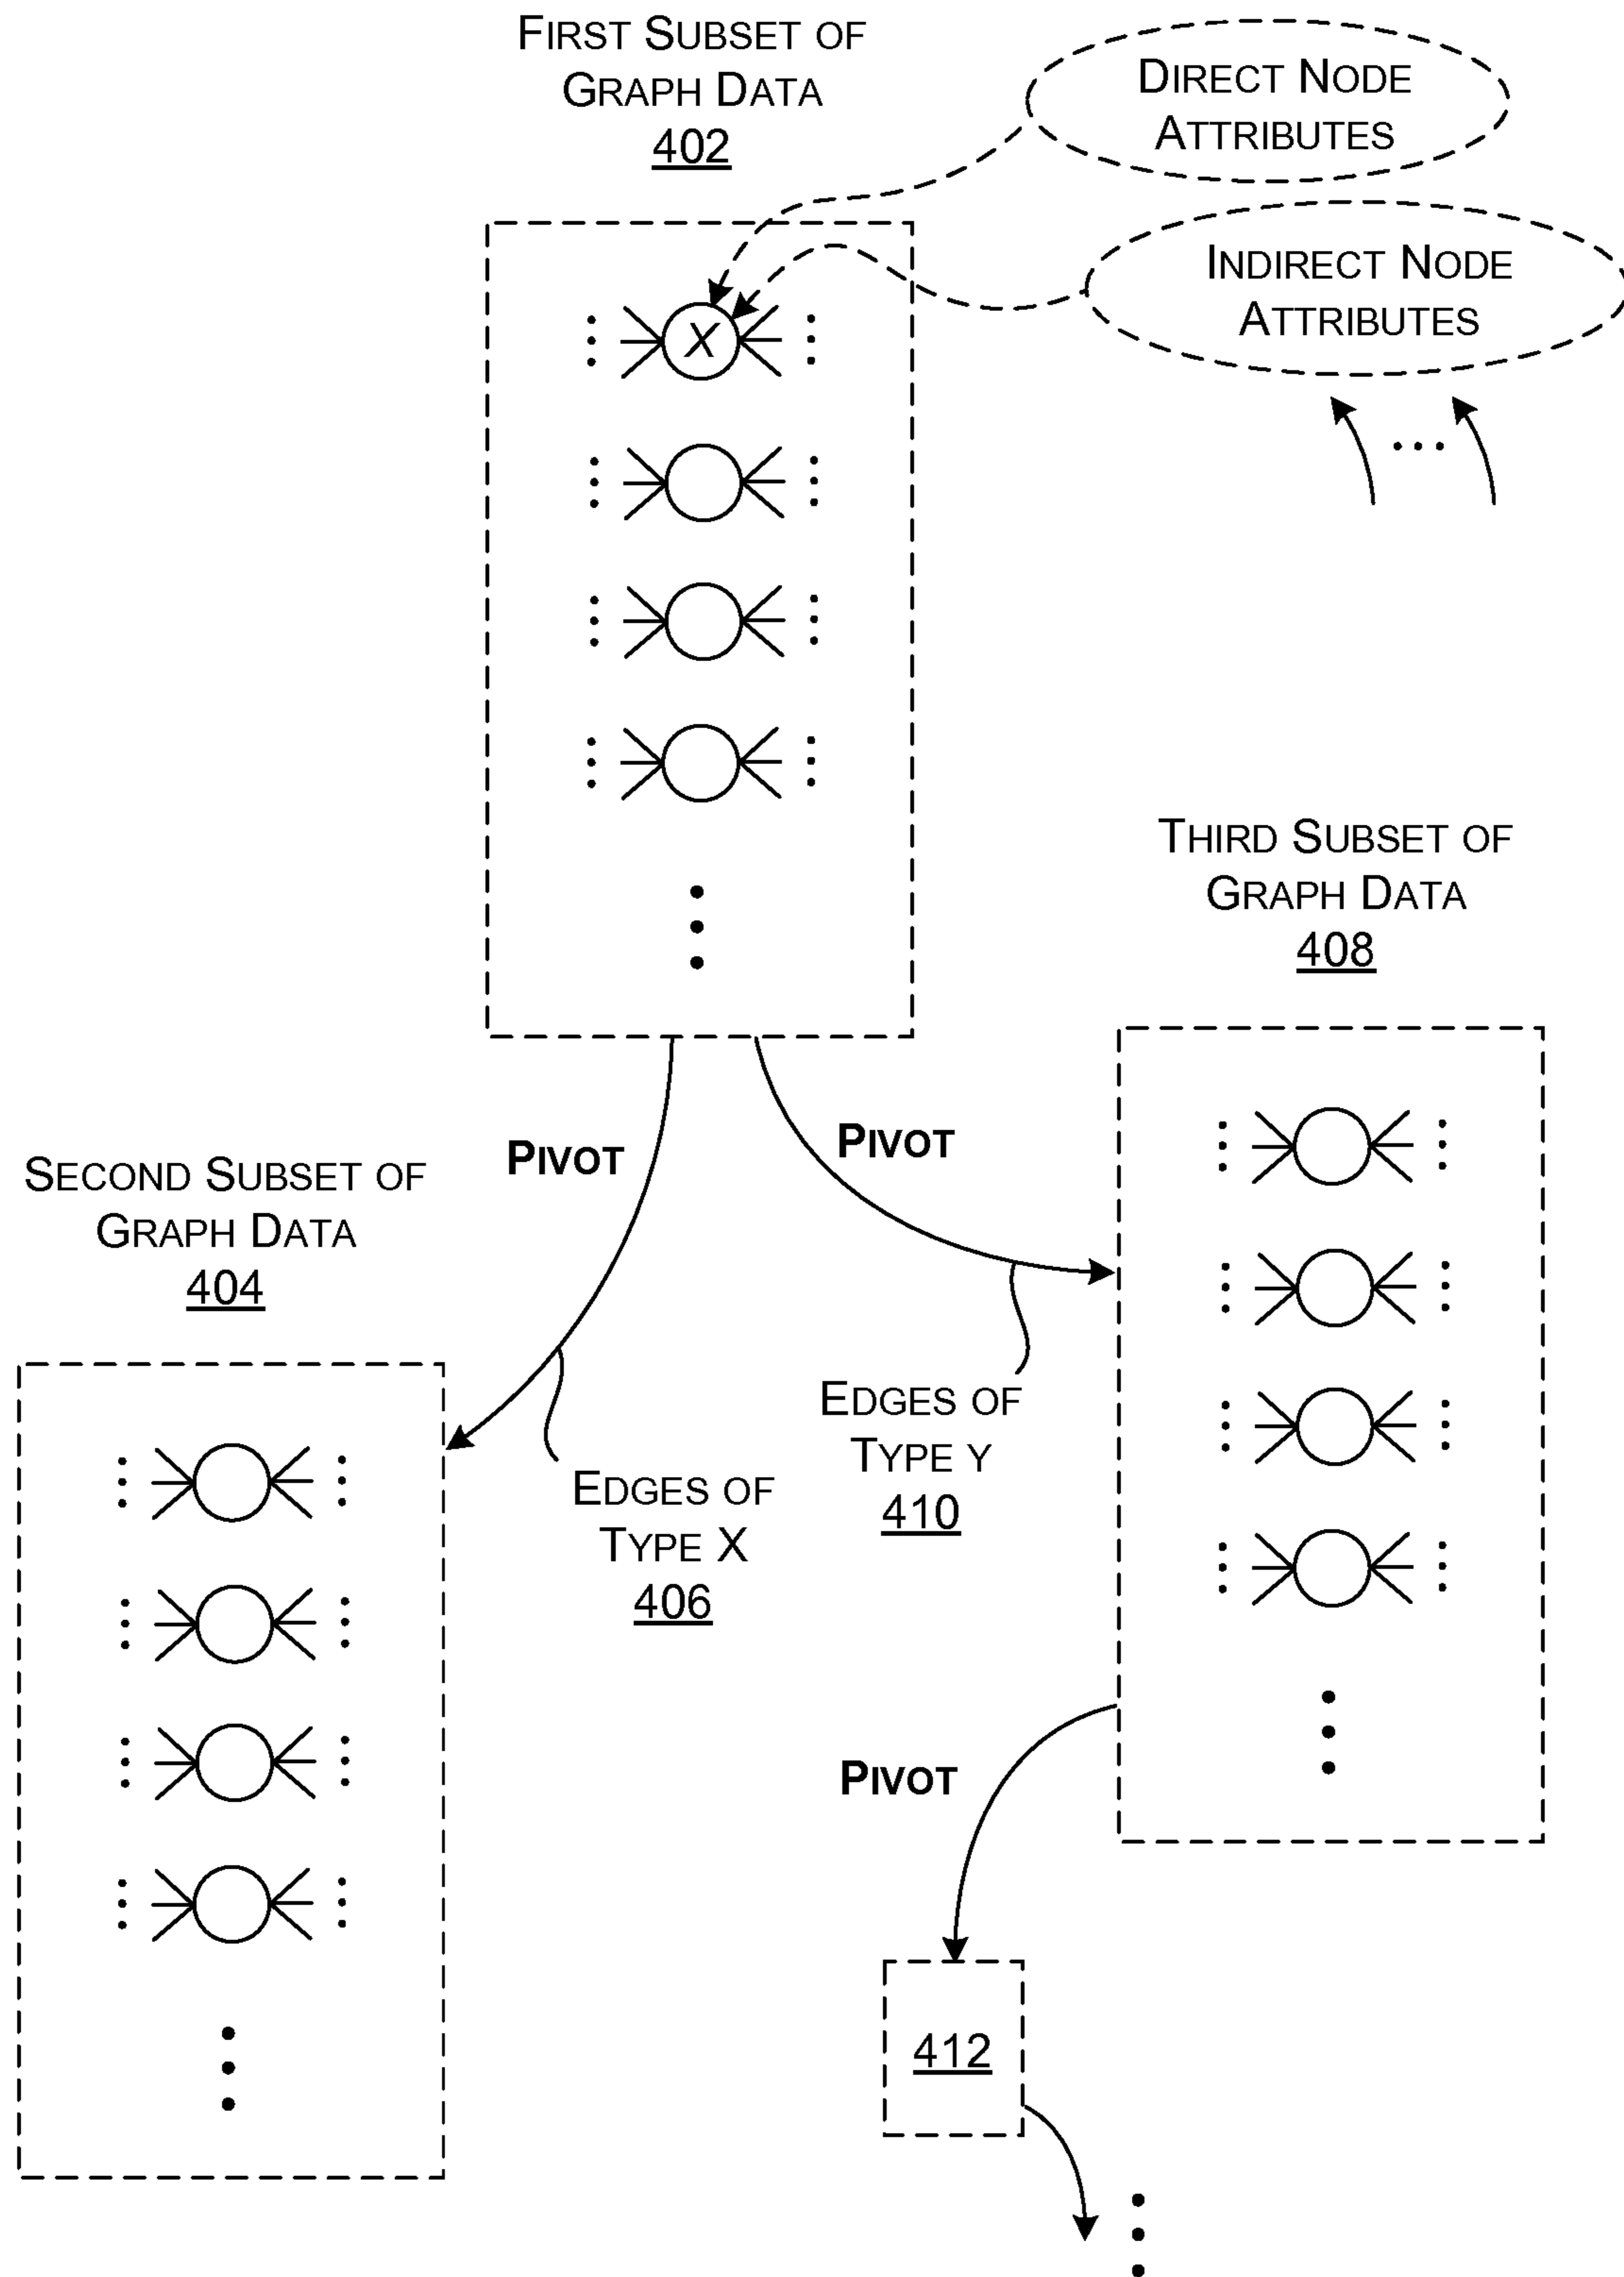 FIRST SUBSET OF
GRAPH DATA
402
DIRECT NODE
ATTRIBUTES
INDIRECT NODE
ATTRIBUTES
X
THIRD SUBSET OF
GRAPH DATA
408
PIVOT
PIVOT
SECOND SUBSET OF
GRAPH DATA
404
EDGES OF
TYPE Y
410
EDGES OF
TYPE X
406
PIVOT
412